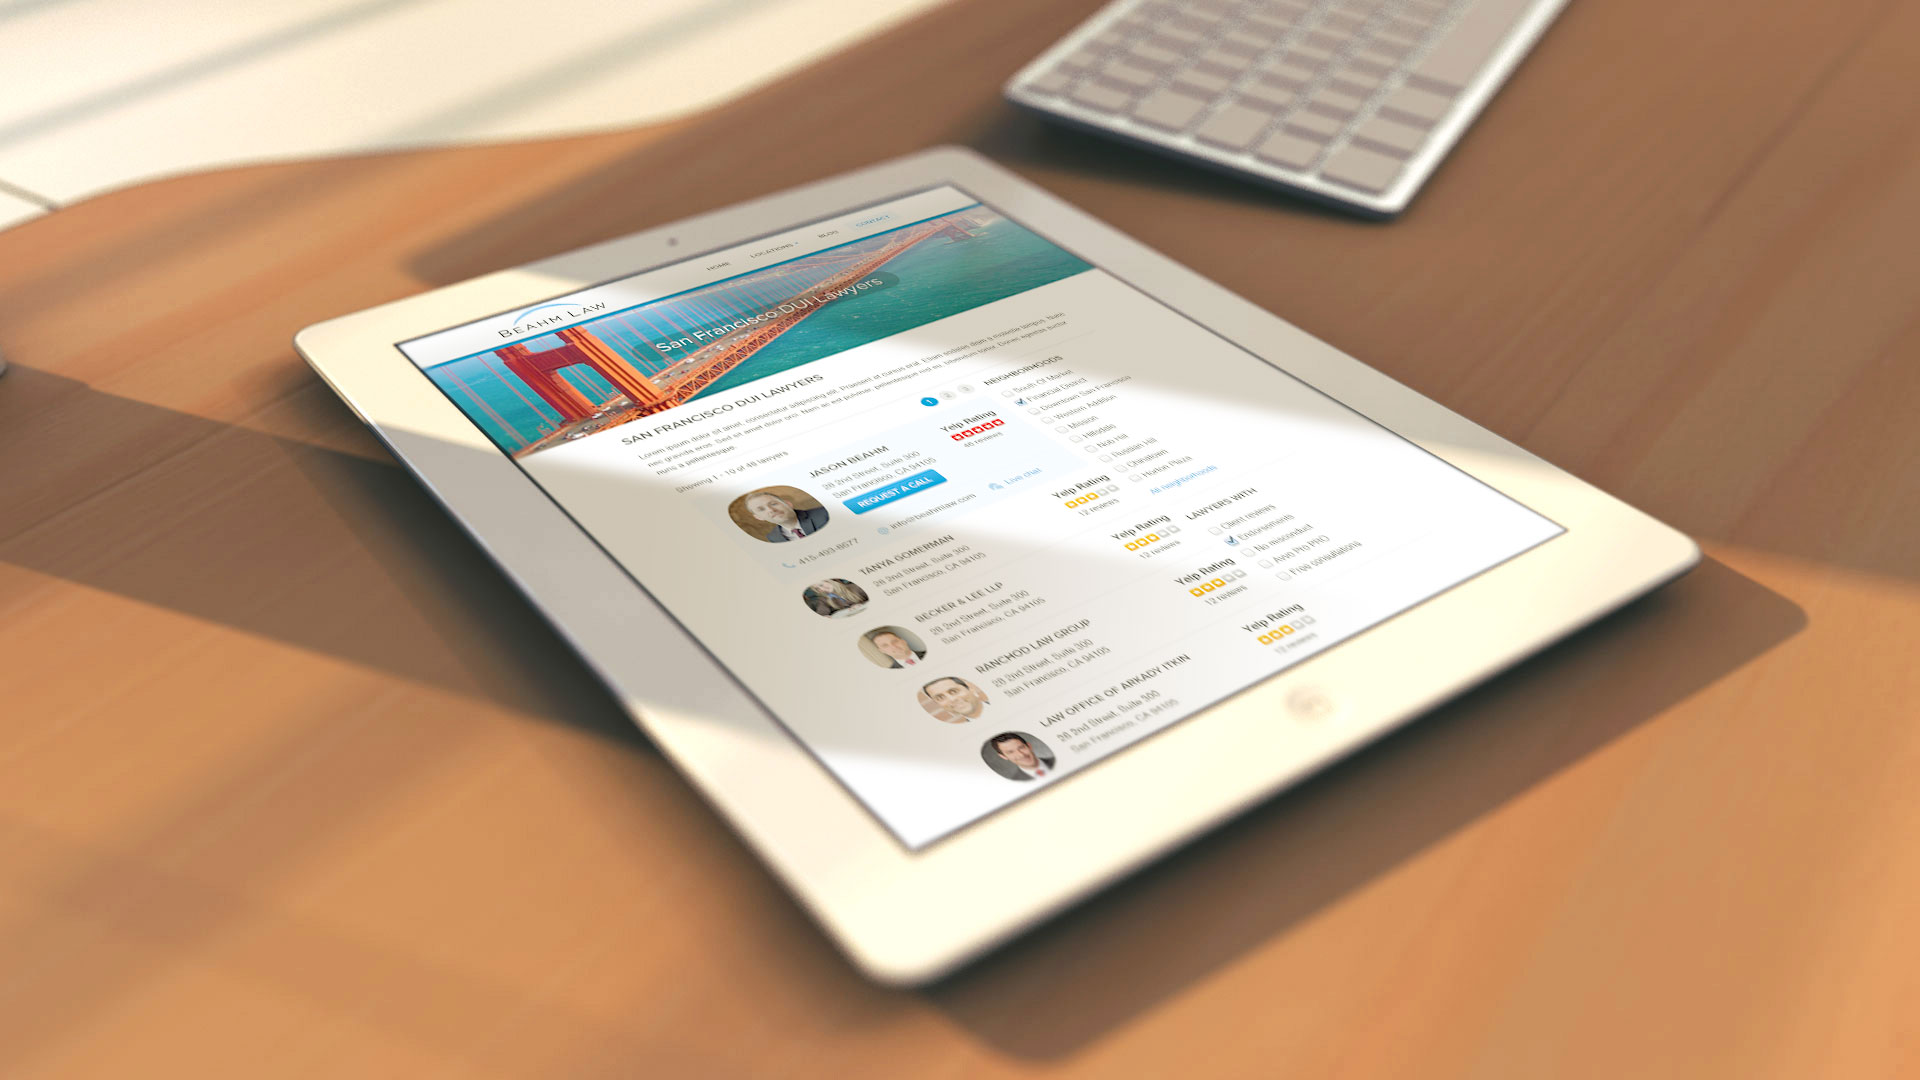 BEAHM LAW
HOME
LOCATIONS
BLOG
CONTACT
San Francisco DUI Lawyers
SAN FRANCISCO DUI LAWYERS
Lorem ipsum dolor sit amet, consectetur adipiscing elit. Praesent et cursus erat. Etiam sodales diam a molestie tempus. Nam
nec gravida eros. Sed et amet dolor orci. Nam ac est pulvinar, pellentesque nisl
nunc a pellentesque.
Showing 1 - 10 of 48 lawyers
1 2 3
JASON BEAHM
28 2nd Street, Suite 300
San Francisco, CA 94105
REQUEST A CALL
Yelp Rating
46 reviews
415-493-8677
info@beahmlaw.com
Live chat
TANYA GOMERMAN
28 2nd Street, Suite 300
San Francisco, CA 94105
Yelp Rating
12 reviews
BECKER & LEE LLP
28 2nd Street, Suite 300
San Francisco, CA 94105
Yelp Rating
12 reviews
RANCHOD LAW GROUP
28 2nd Street, Suite 300
San Francisco, CA 94105
Yelp Rating
12 reviews
LAW OFFICE OF ARKADY ITKIN
28 2nd Street, Suite 300
San Francisco, CA 94105
Yelp Rating
12 reviews
NEIGHBORHOODS
South Of Market
Financial District
Downtown San Francisco
Western Addition
Mission
Hillsdale
Nob Hill
Russian Hill
Chinatown
Horton Plaza
All neighborhoods
LAWYERS WITH
Client reviews
Endorsements
No misconduct
Avvo Pro PRO
Free consultations